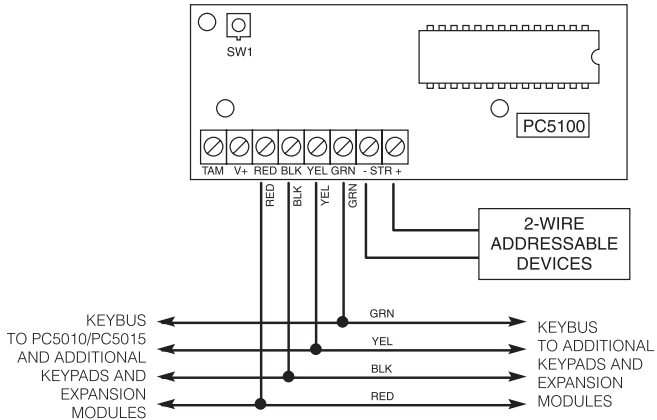 SW1
PC5100
TAM V+ RED BLK YEL GRN - STR +
RED
BLK
YEL
GRN
2-WIRE
ADDRESSABLE
DEVICES
KEYBUS
TO PC5010/PC5015
AND ADDITIONAL
KEYPADS AND
EXPANSION
MODULES
GRN
YEL
BLK
RED
KEYBUS
TO ADDITIONAL
KEYPADS AND
EXPANSION
MODULES